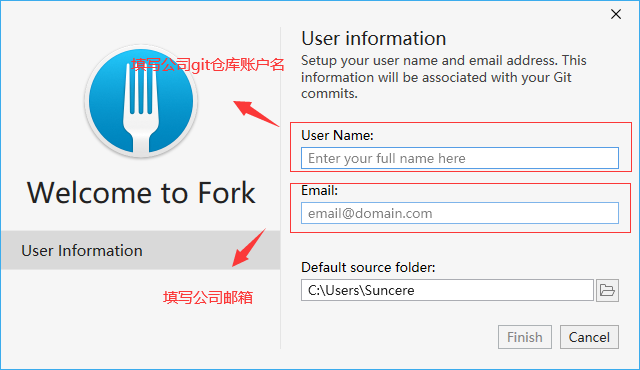 填写公司git仓库账户名
Welcome to Fork
User Information
填写公司邮箱
User information
Setup your user name and email address. This
information will be associated with your Git
commits.
User Name:
Enter your full name here
Email:
email@domain.com
Default source folder:
C:\Users\Suncere
Finish
Cancel